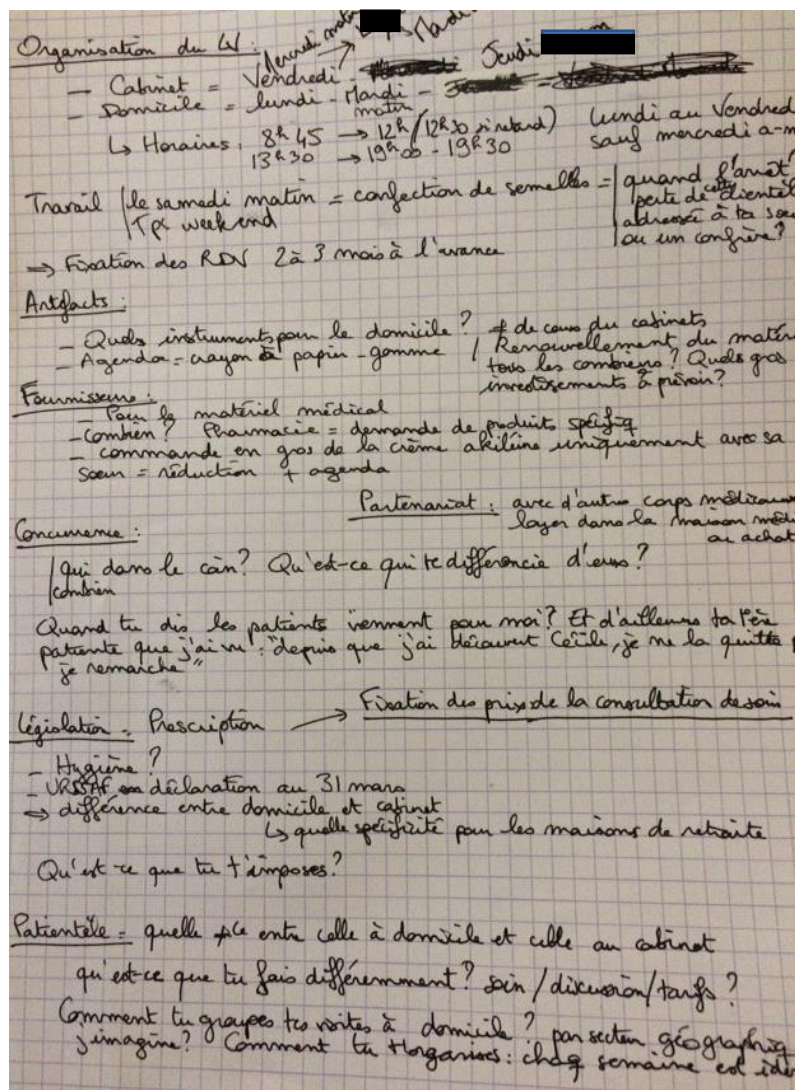 Organisation du W :
Mercredi matin
Mardi
— Cabinet = Vendredi - Jeudi
— Domicile = lundi - Mardi matin -
↳ Horaires : 8h45 → 12h / (12h30 si retard) lundi au Vendred
13h30 → 19h00 - 19h30 sauf mercredi a-m
Travail | le samedi matin = confection de semelles = | quand l'arrêt?
| Tps weekend | perte de cette clientèl
| adressée à ta soeu
| ou un confrère?
⇒ Fixation des RDV 2 à 3 mois à l'avance
Artefacts :
— Quels instruments pour le domicile ? ≠ de ceux du cabinets
— Agenda = crayon à papier - gomme / Renouvellement du matér
tous les combiens ? Quels gros
investissements à prévoir ?
Fournisseurs :
— Pour le matériel médical
— combien ? Pharmacie = demande de produits spécifiq
— commande en gros de la crème akiléine uniquement avec sa
soeur = réduction + agenda
Partenariat : avec d'autres corps médicaux
loyer dans la maison médi
ou achat
Concurrence :
| qui dans le coin ? Qu'est-ce qui te différencie d'eux ?
| combien
Quand tu dis les patients viennent pour moi ? Et d'ailleurs ta 1ère
patiente que j'ai vu : "depuis que j'ai découvert Cécile, je ne la quitte p
je remarche"
Législation = Prescription → Fixation des prix de la consultation de soin
— Hygiène ?
— URSSAF déclaration au 31 mars
⇒ différence entre domicile et cabinet
↳ quelle spécificité pour les maisons de retraite
Qu'est-ce que tu t'imposes ?
Patientèle = quelle ≠ce entre celle à domicile et celle au cabinet
qu'est-ce que tu fais différemment ? soin / discussion / tarifs ?
Comment tu groupes tes visites à domicile ? par secteur géographiq
j'imagine ? Comment tu t'organises : chaq semaine est iden